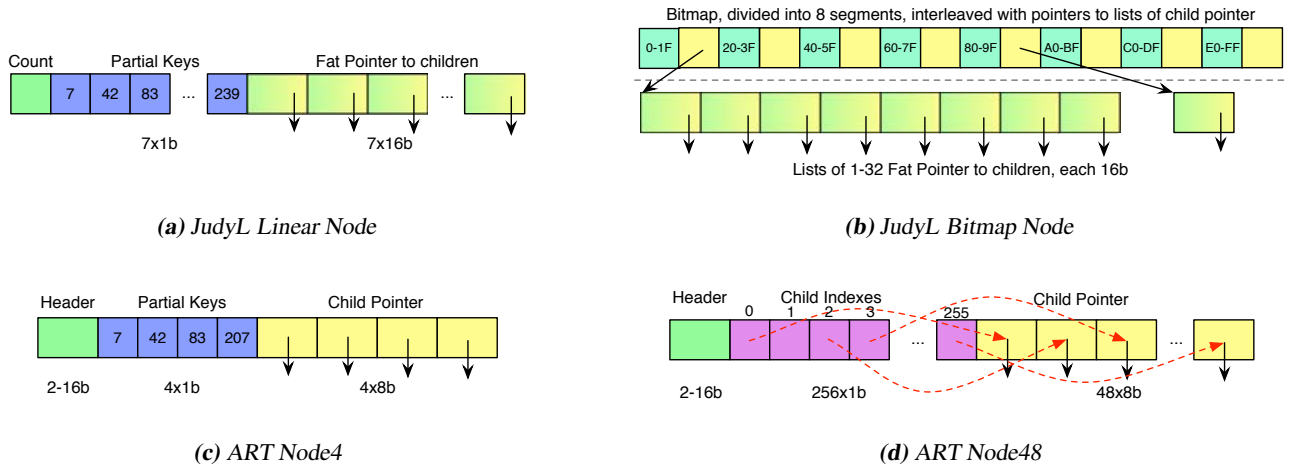 Count
Partial Keys
Fat Pointer to children
7
42
83
...
239
...
7x1b
7x16b
(a) JudyL Linear Node
Bitmap, divided into 8 segments, interleaved with pointers to lists of child pointer
0-1F
20-3F
40-5F
60-7F
80-9F
A0-BF
C0-DF
E0-FF
Lists of 1-32 Fat Pointer to children, each 16b
(b) JudyL Bitmap Node
Header
Partial Keys
Child Pointer
7
42
83
207
2-16b
4x1b
4x8b
(c) ART Node4
Header
Child Indexes
Child Pointer
0
1
2
3
255
...
...
2-16b
256x1b
48x8b
(d) ART Node48